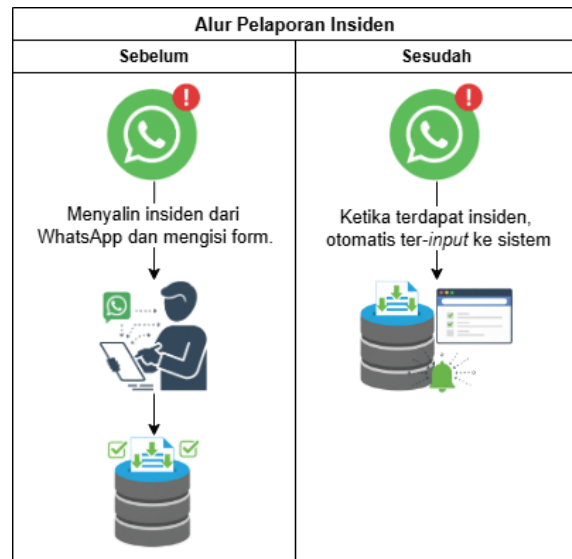 Alur Pelaporan Insiden
Sebelum
Sesudah
Menyalin insiden dari
WhatsApp dan mengisi form.
Ketika terdapat insiden,
otomatis ter-input ke sistem